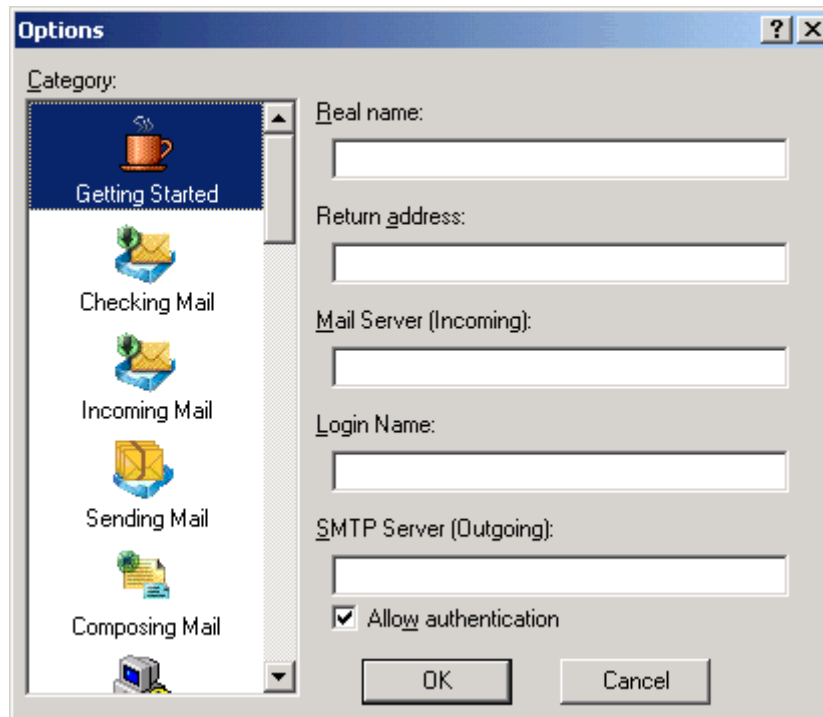 Options
Category:
Getting Started
Checking Mail
Incoming Mail
Sending Mail
Composing Mail
Real name:
Return address:
Mail Server (Incoming):
Login Name:
SMTP Server (Outgoing):
Allow authentication
OK
Cancel